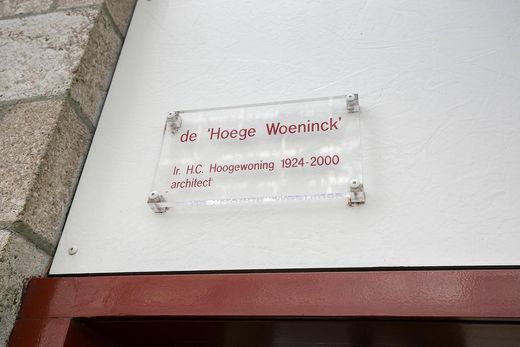 de 'Hoege Woeninck'
Ir. H.C. Hoogewoning 1924-2000
architect